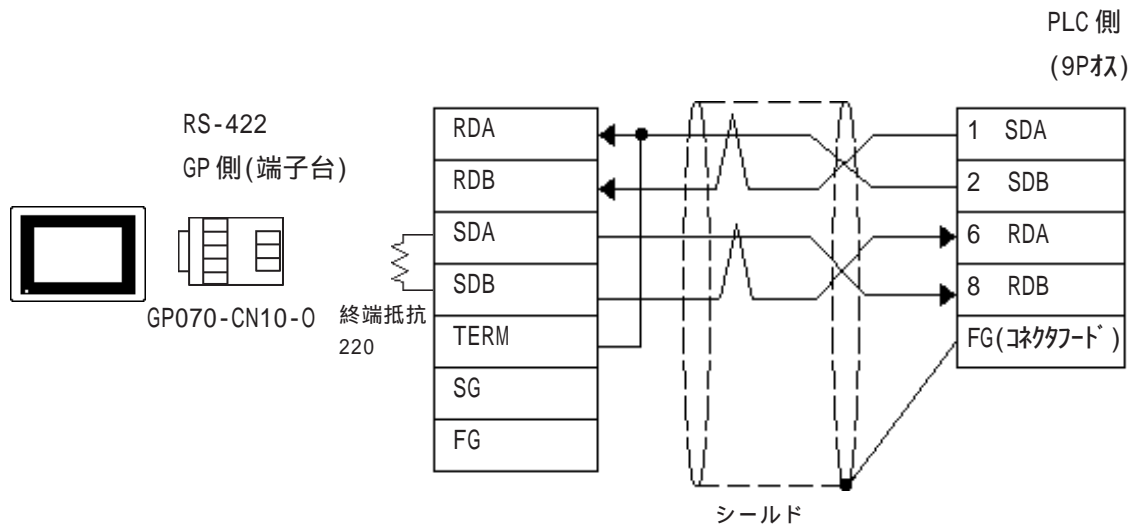 PLC 側
(9Pｵｽ)
RS-422
GP 側(端子台)
GP070-CN10-O
終端抵抗
220
RDA
RDB
SDA
SDB
TERM
SG
FG
1 SDA
2 SDB
6 RDA
8 RDB
FG(ｺﾈｸﾀﾌｰﾄﾞ)
シールド